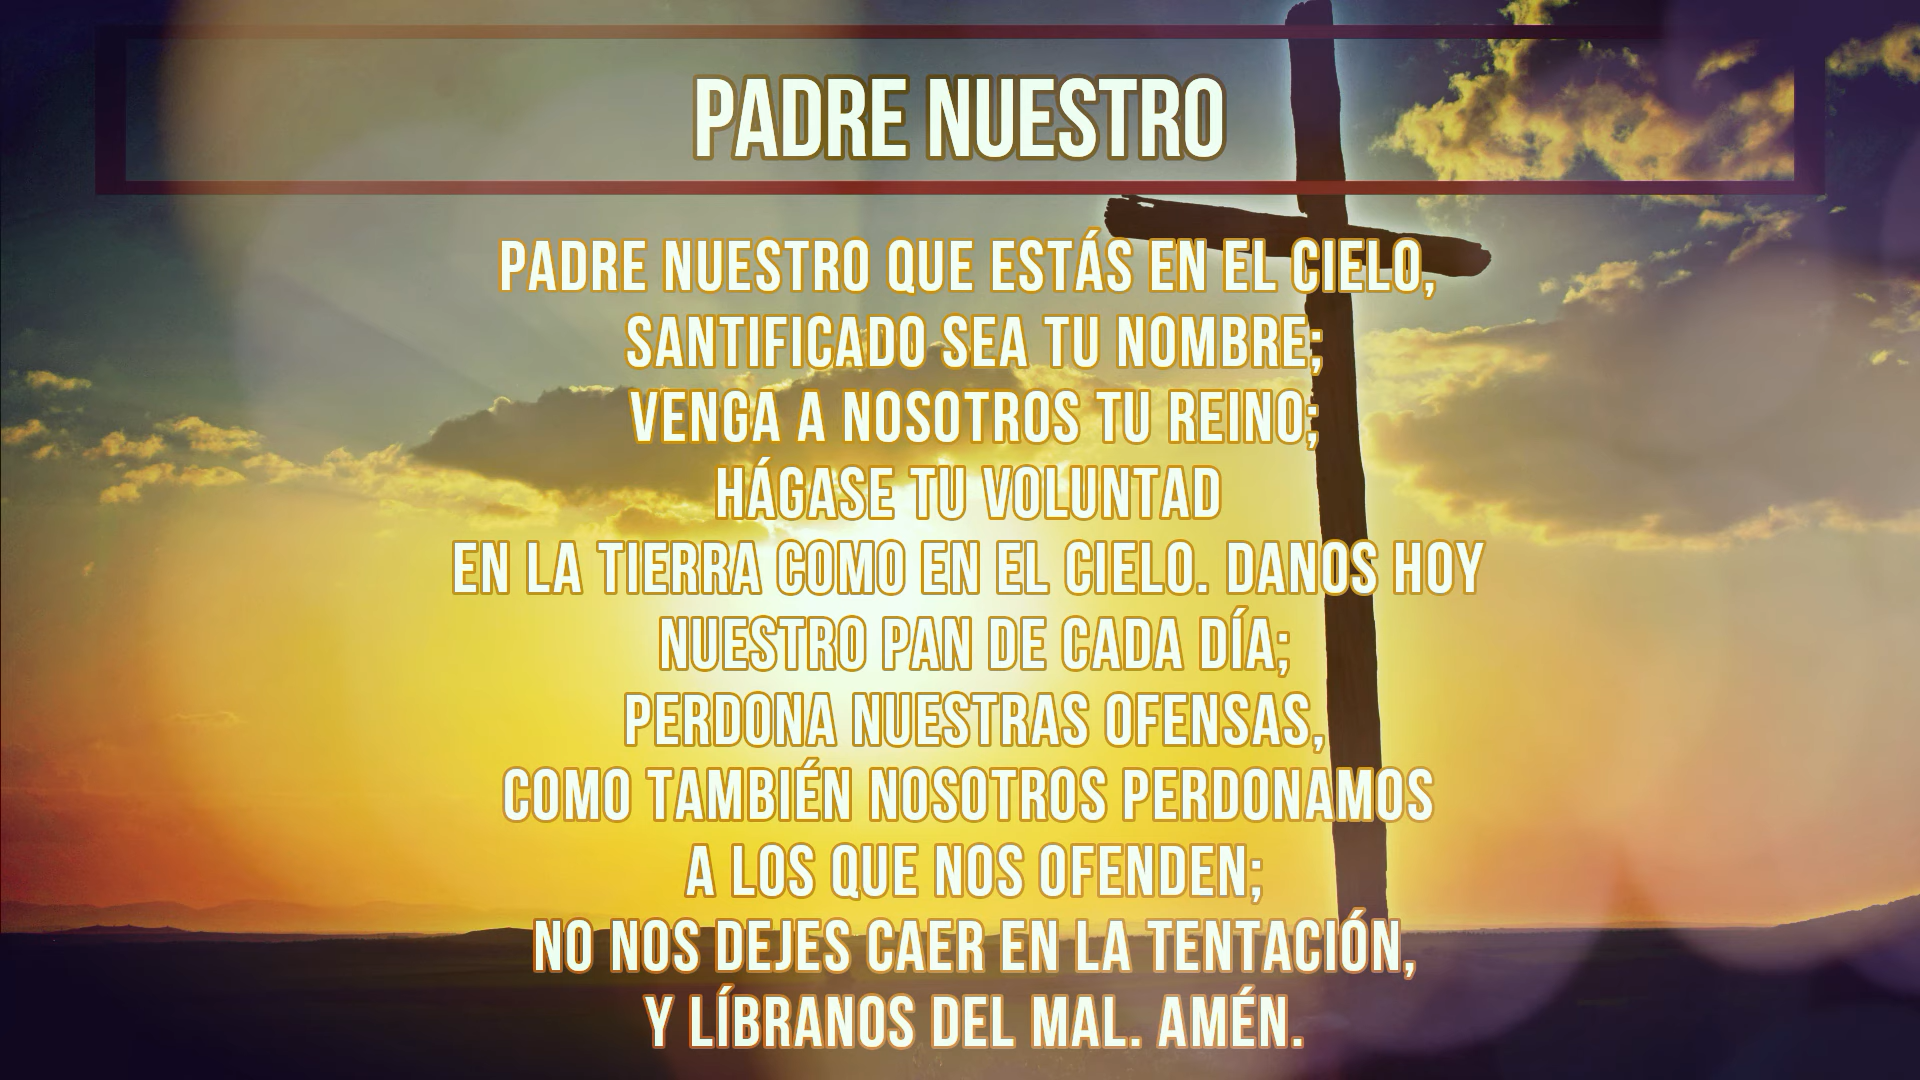 PADRE NUESTRO
PADRE NUESTRO QUE ESTÁS EN EL CIELO,
SANTIFICADO SEA TU NOMBRE;
VENGA A NOSOTROS TU REINO;
HÁGASE TU VOLUNTAD
EN LA TIERRA COMO EN EL CIELO. DANOS HOY
NUESTRO PAN DE CADA DÍA;
PERDONA NUESTRAS OFENSAS,
COMO TAMBIÉN NOSOTROS PERDONAMOS
A LOS QUE NOS OFENDEN;
NO NOS DEJES CAER EN LA TENTACIÓN,
Y LÍBRANOS DEL MAL. AMÉN.